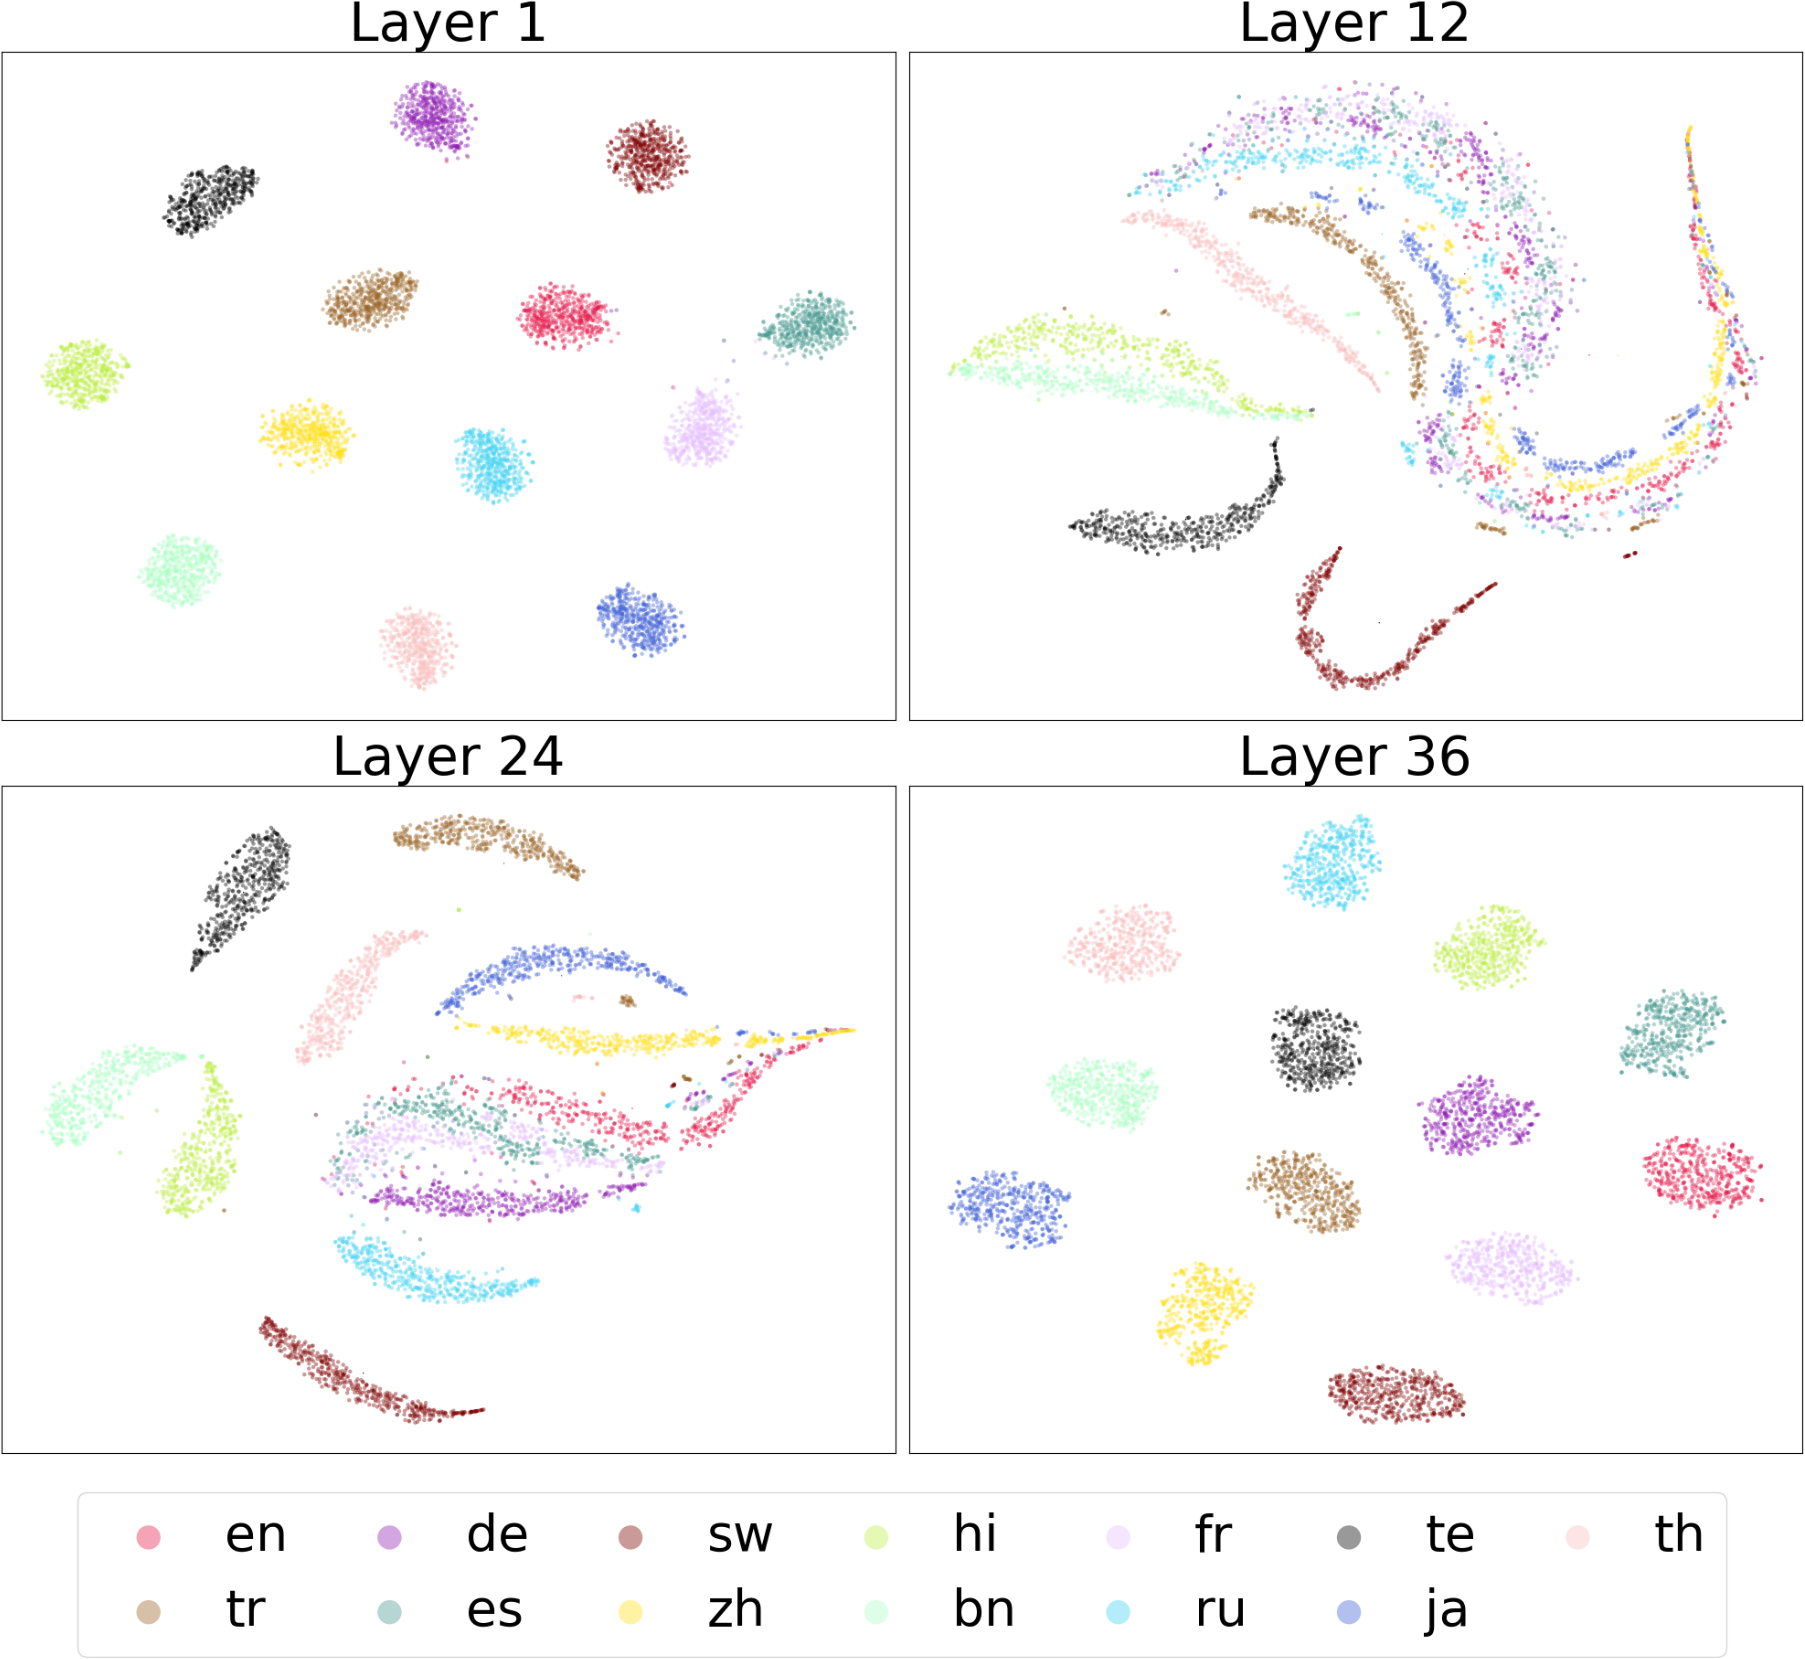 Layer 1
Layer 12
Layer 24
Layer 36
en de sw hi fr te th
tr es zh bn ru ja